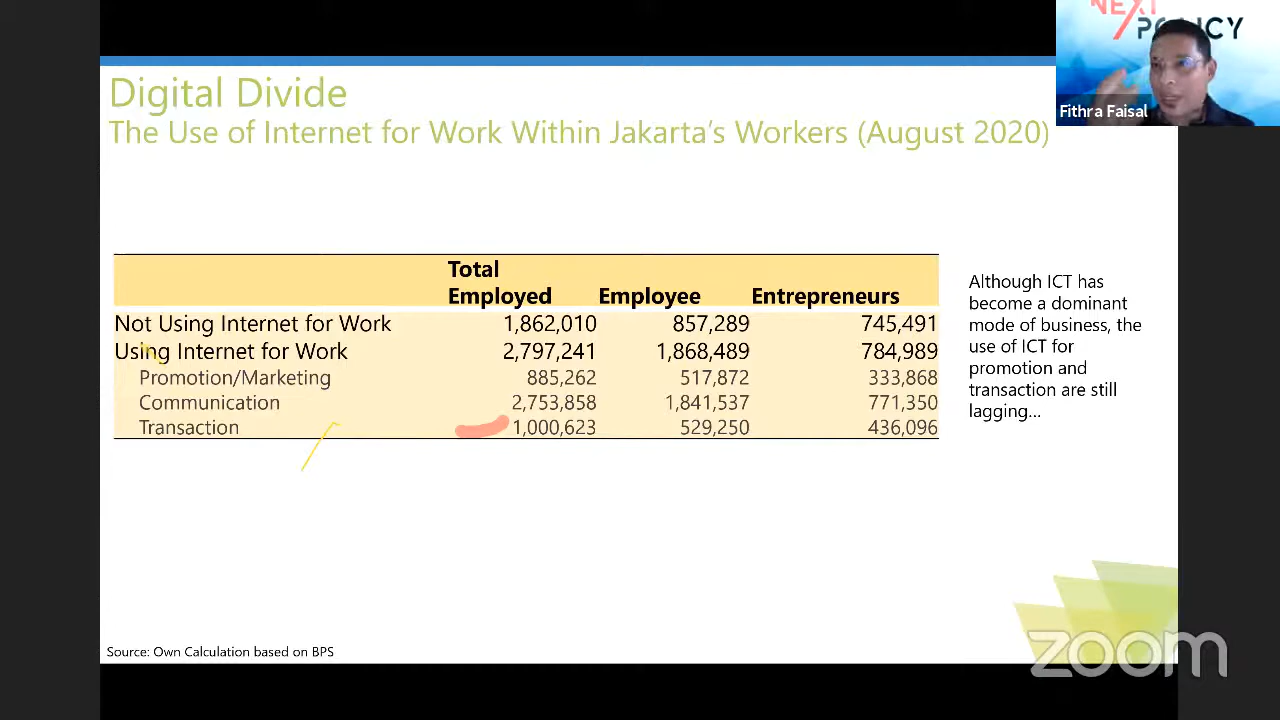 NEXT
POLICY
Fithra Faisal
Digital Divide
The Use of Internet for Work Within Jakarta's Workers (August 2020)
Total
Employed Employee Entrepreneurs
Not Using Internet for Work 1,862,010 857,289 745,491
Using Internet for Work 2,797,241 1,868,489 784,989
Promotion/Marketing 885,262 517,872 333,868
Communication 2,753,858 1,841,537 771,350
Transaction 1,000,623 529,250 436,096
Although ICT has
become a dominant
mode of business, the
use of ICT for
promotion and
transaction are still
lagging...
Source: Own Calculation based on BPS
zoom